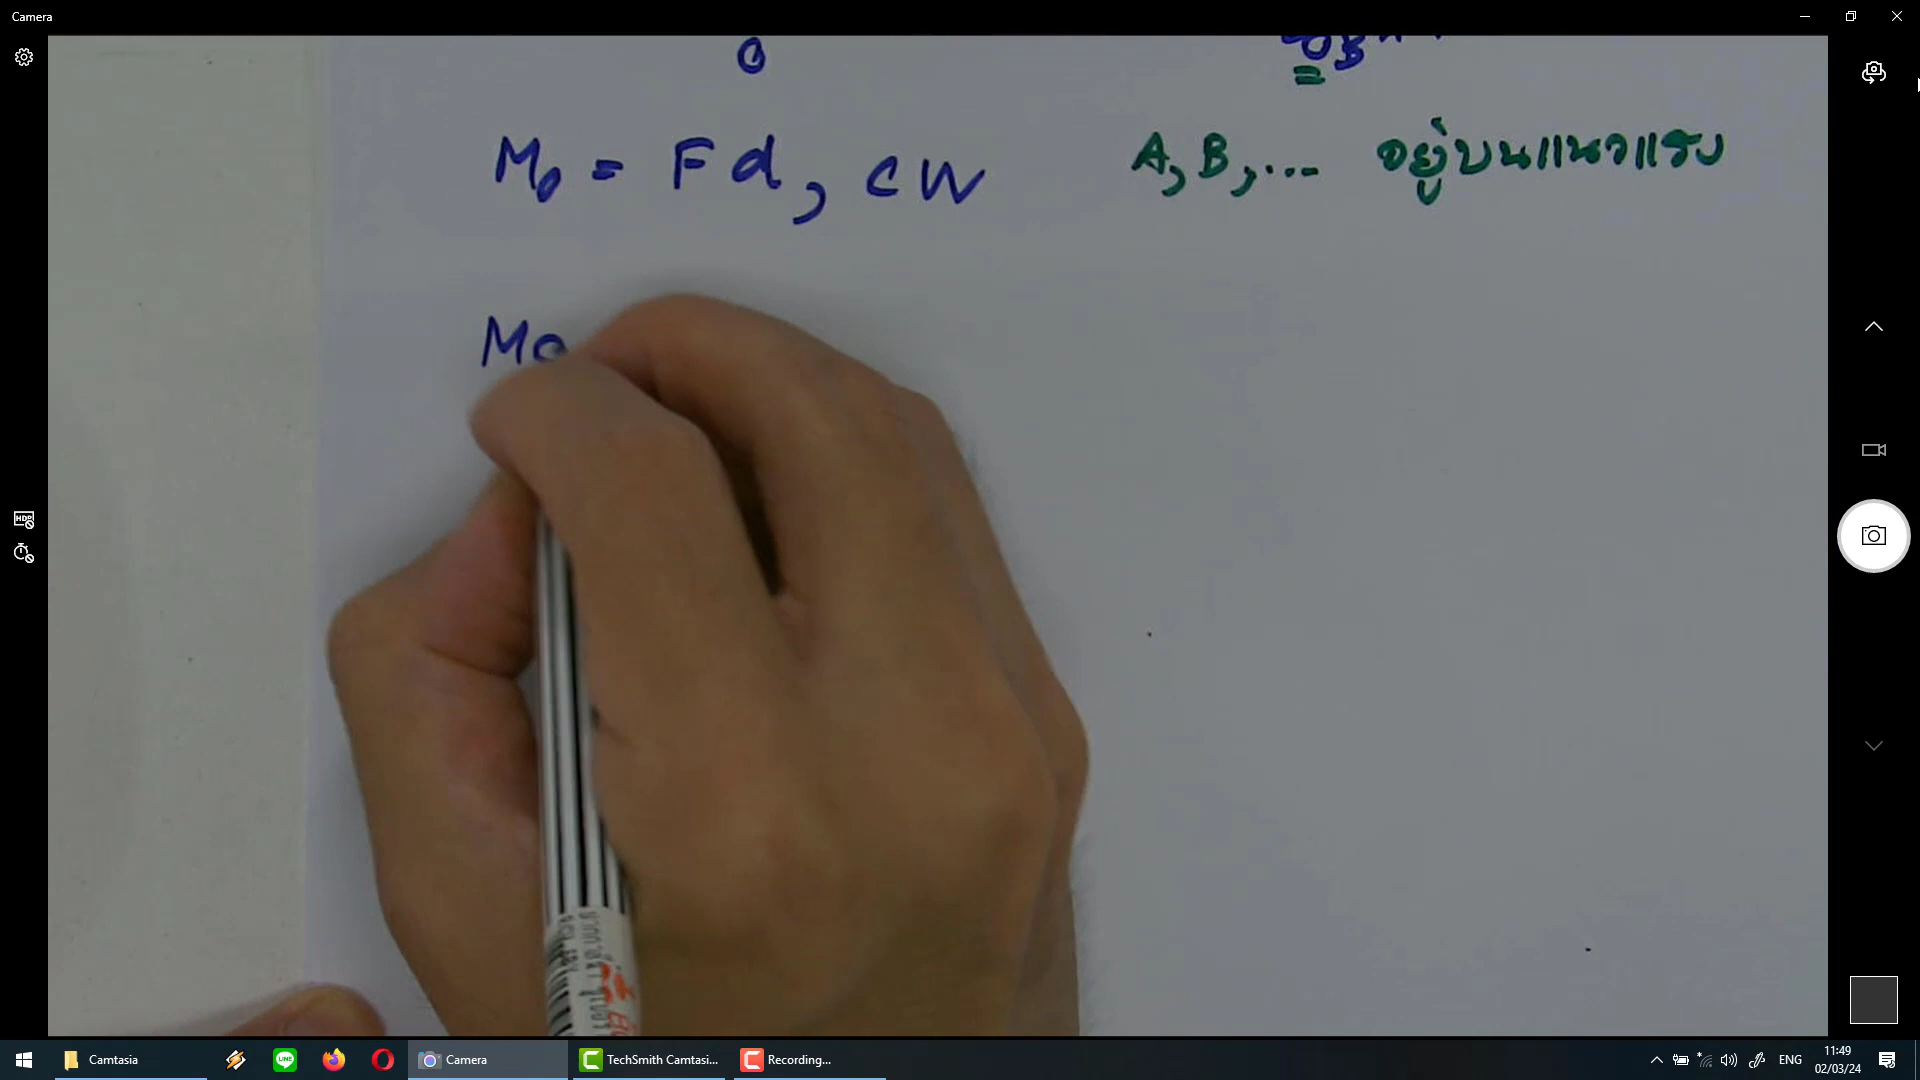 Camera
O
M₀ = Fd, CW
A, B, ... อยู่บนแนวแรง
Mo
Camtasia
Camera
TechSmith Camtasi...
Recording...
ENG
11:49
02/03/24